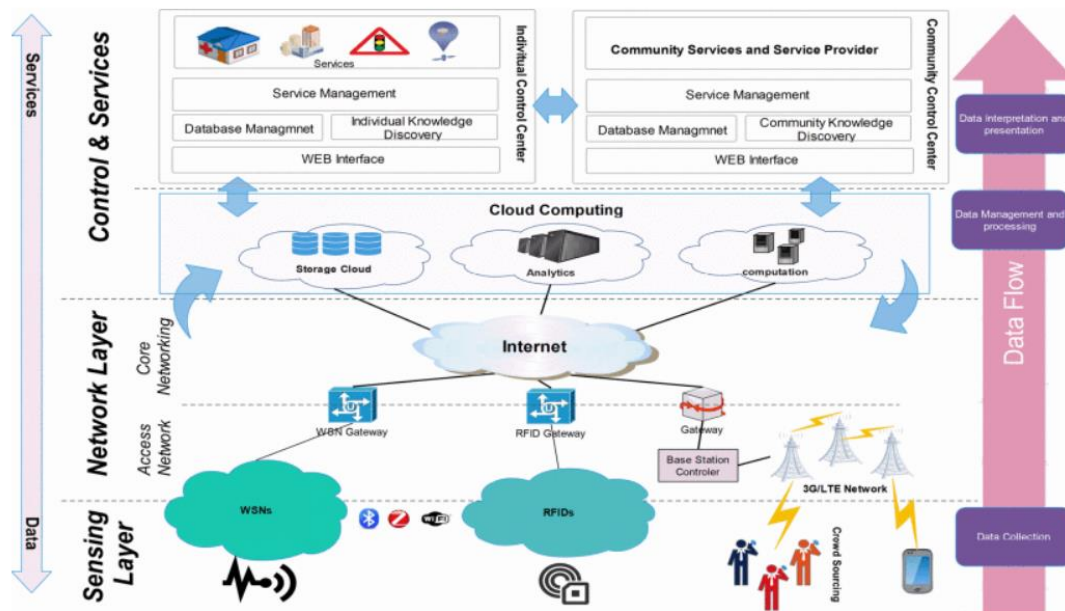 Services
Data
Control & Services
Network Layer
Core
Networking
Access
Network
Sensing
Layer
Services
Service Management
Database Managmnet
Individual Knowledge
Discovery
WEB Interface
Indivitual Control Center
Community Services and Service Provider
Service Management
Database Managmnet
Community Knowledge
Discovery
WEB Interface
Community Control Center
Cloud Computing
Storage Cloud
Analytics
computation
Internet
WSN Gateway
RFID Gateway
Gateway
Base Station
Controler
3G/LTE Network
WSNs
WiFi
RFIDs
Crowd Sourcing
Data Interpretation and
presentation
Data Management and
processing
Data Flow
Data Collection